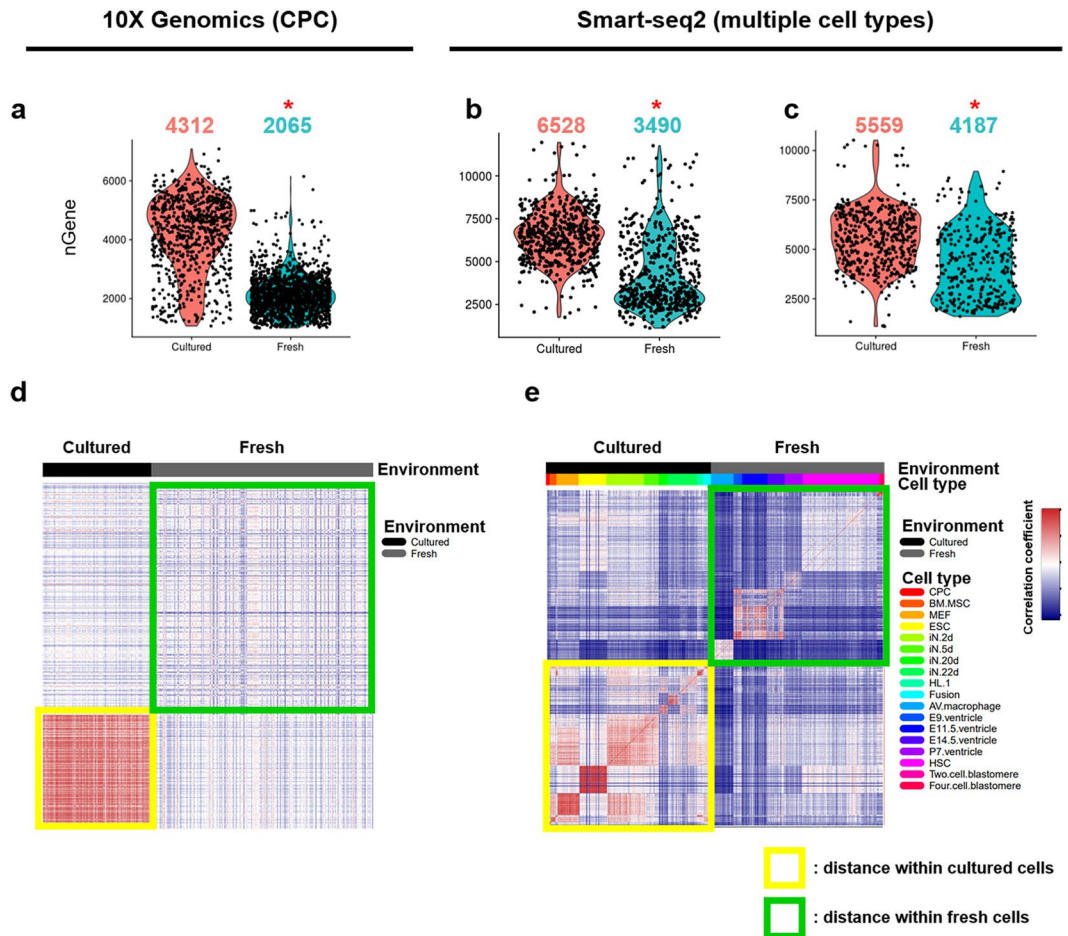 10X Genomics (CPC)
Smart-seq2 (multiple cell types)
a
*
4312
2065
nGene
6000
4000
2000
Cultured
Fresh
b
*
6528
3490
10000
7500
5000
2500
Cultured
Fresh
c
*
5559
4187
10000
7500
5000
2500
Cultured
Fresh
d
Cultured
Fresh
Environment
Environment
Cultured
Fresh
e
Cultured
Fresh
Environment
Cell type
Environment
Cultured
Fresh
Cell type
CPC
BM.MSC
MEF
ESC
iN.2d
iN.5d
iN.20d
iN.22d
HL.1
Fusion
AV.macrophage
E9.ventricle
E11.5.ventricle
E14.5.ventricle
P7.ventricle
HSC
Two.cell.blastomere
Four.cell.blastomere
Correlation coefficient
: distance within cultured cells
: distance within fresh cells